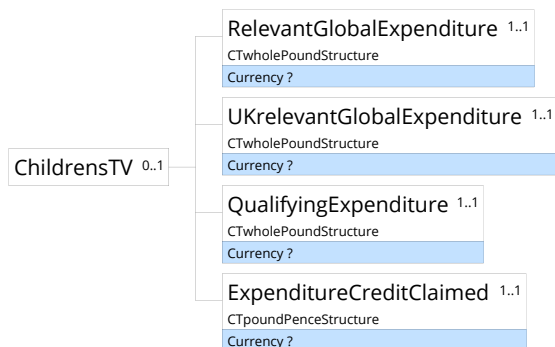 RelevantGlobalExpenditure 1..1
CTwholePoundStructure
Currency ?
UKrelevantGlobalExpenditure 1..1
CTwholePoundStructure
Currency ?
ChildrensTV 0..1
QualifyingExpenditure 1..1
CTwholePoundStructure
Currency ?
ExpenditureCreditClaimed 1..1
CTpoundPenceStructure
Currency ?